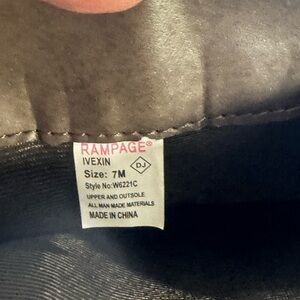 RAMPAGE®
IVEXIN
DJ
Size: 7M
Style No:W6221C
UPPER AND OUTSOLE
ALL MAN MADE MATERIALS
MADE IN CHINA